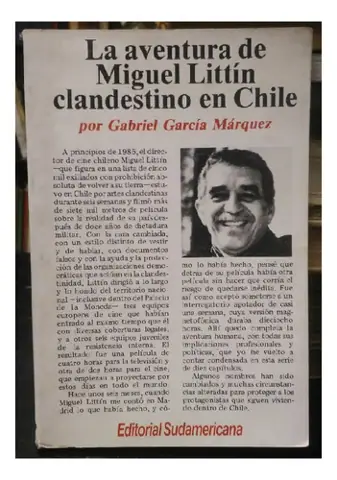 La aventura de
Miguel Littín
clandestino en Chile
por Gabriel García Márquez
A principios de 1985, el direc-
tor de cine chileno Miguel Littín
—que figura en una lista de cinco
mil exiliados con prohibición ab-
soluta de volver a su tierra— estu-
vo en Chile por artes clandestinas
durante seis semanas y filmó más
de siete mil metros de película
sobre la realidad de su país des-
pués de doce años de dictadura
militar. Con la cara cambiada,
con un estilo distinto de vestir
y de hablar, con documentos
falsos y con la ayuda y la protec-
ción de las organizaciones demo-
cráticas que actúan en la clandes-
tinidad, Littín dirigió a lo largo
y lo hondo del territorio nacio-
nal —inclusive dentro del Palacio
de la Moneda— tres equipos
europeos de cine que habían
entrado al mismo tiempo que él
con diversas coberturas legales,
y a otros seis equipos juveniles
de la resistencia interna. El
resultado fue una película de
cuatro horas para la televisión y
otra de dos horas para el cine,
que empiezan a proyectarse por
estos días en todo el mundo.
Hace unos seis meses, cuando
Miguel Littín me contó en Ma-
drid lo que había hecho, y có-
mo lo había hecho, pensé que
detrás de su película había otra
película sin hacer que corría el
riesgo de quedarse inédita. Fue
así como aceptó someterse a un
interrogatorio agotador de casi
una semana, cuya versión mag-
netofónica duraba dieciocho
horas. Allí quedó completa la
aventura humana, con todas sus
implicaciones profesionales y
políticas, que yo he vuelto a
contar condensada en esta serie
de diez capítulos.
Algunos nombres han sido
cambiados y muchas circunstan-
cias alteradas para proteger a los
protagonistas que siguen vivien-
do dentro de Chile.
Editorial Sudamericana